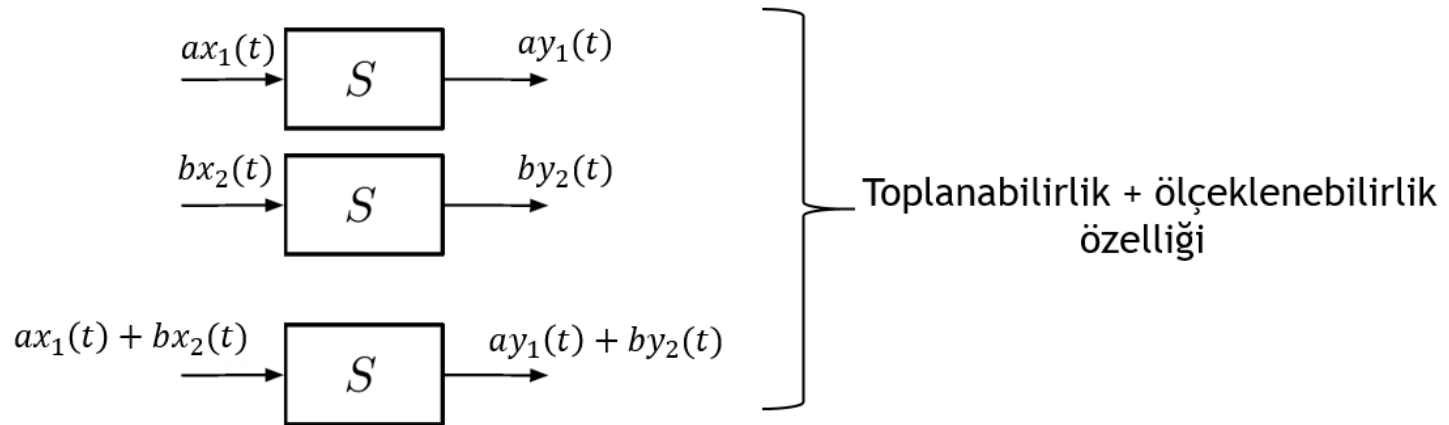 ax₁(t)
S
ay₁(t)
bx₂(t)
S
by₂(t)
ax₁(t) + bx₂(t)
S
ay₁(t) + by₂(t)
Toplanabilirlik + ölçeklenebilirlik
özelliği